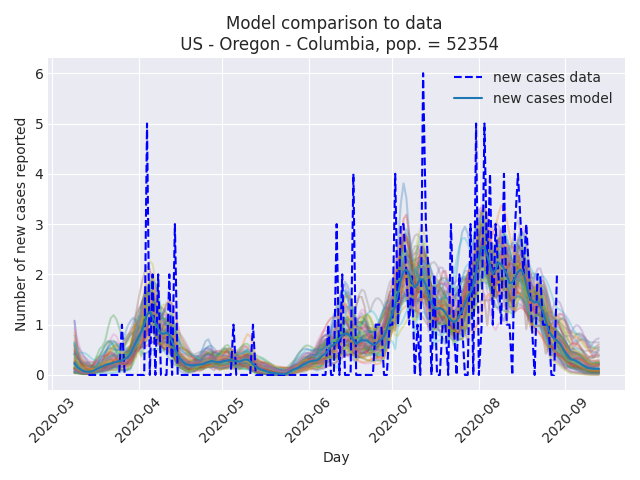 Model comparison to data
US - Oregon - Columbia, pop. = 52354
new cases data
new cases model
Number of new cases reported
6
5
4
3
2
1
0
2020-03
2020-04
2020-05
2020-06
2020-07
2020-08
2020-09
Day